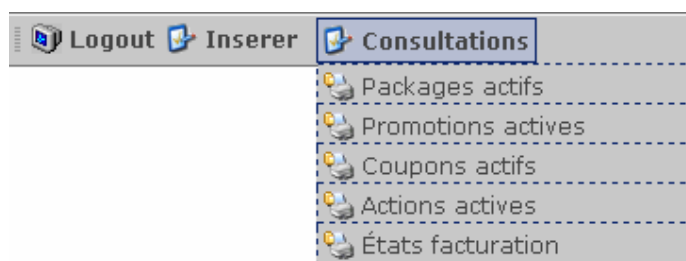 Logout Inserer Consultations
Packages actifs
Promotions actives
Coupons actifs
Actions actives
États facturation